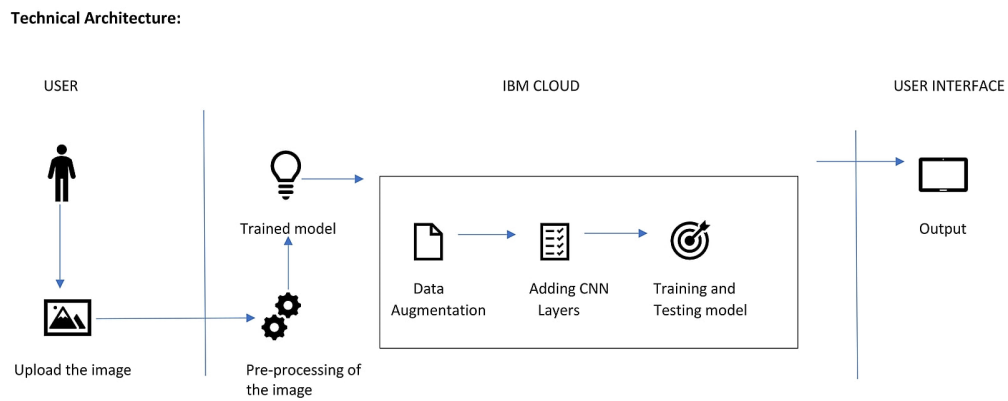 Technical Architecture:
USER
IBM CLOUD
USER INTERFACE
Trained model
Output
Data
Augmentation
Adding CNN
Layers
Training and
Testing model
Upload the image
Pre-processing of
the image